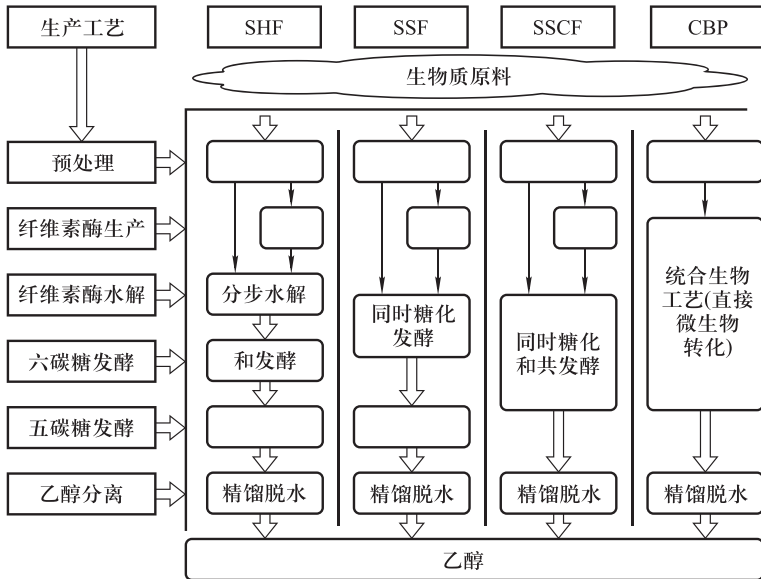 生产工艺
SHF
SSF
SSCF
CBP
生物质原料
预处理
纤维素酶生产
纤维素酶水解
分步水解
同时糖化
发酵
同时糖化
和共发酵
统合生物
工艺(直接
微生物
转化)
六碳糖发酵
和发酵
五碳糖发酵
乙醇分离
精馏脱水
精馏脱水
精馏脱水
精馏脱水
乙醇